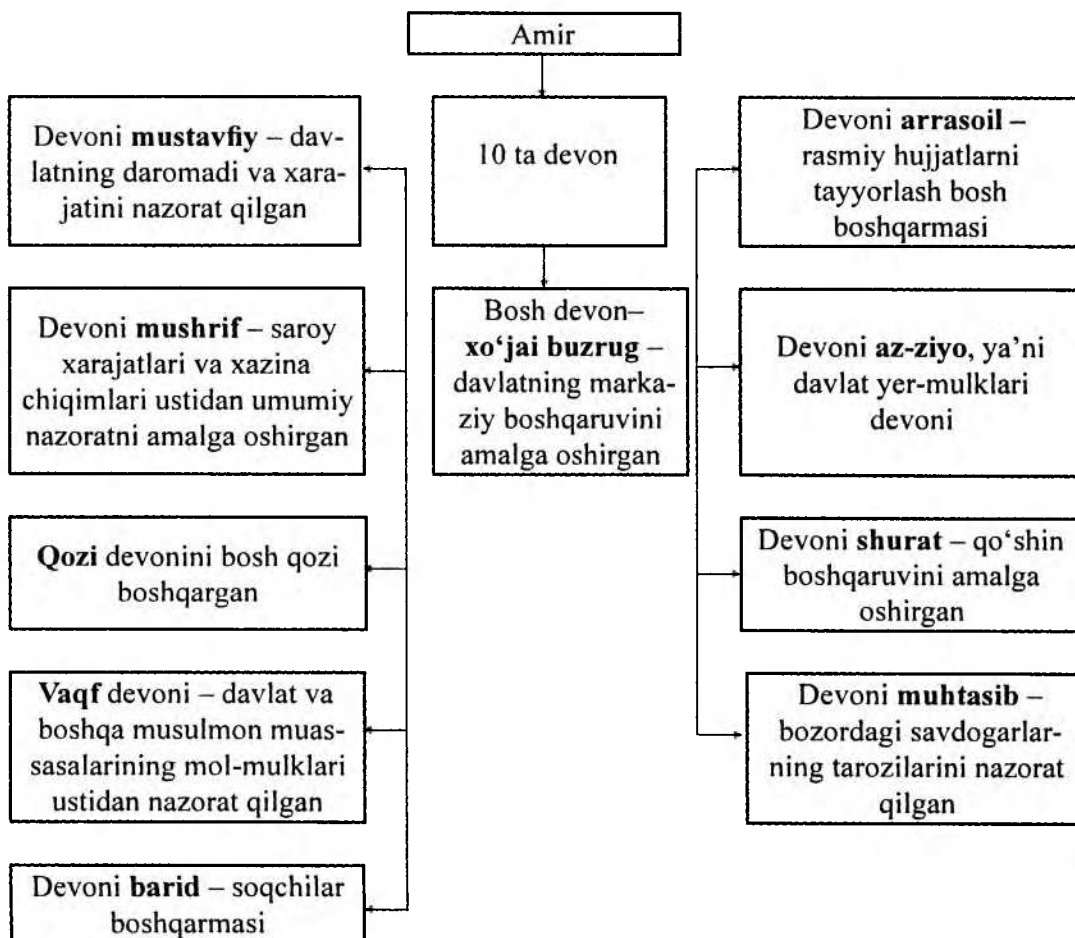 Amir
10 ta devon
Bosh devon–
xo‘jai buzrug –
davlatning marka-
ziy boshqaruvini
amalga oshirgan
Devoni mustavfiy – dav-
latning daromadi va xara-
jatini nazorat qilgan
Devoni mushrif – saroy
xarajatlari va xazina
chiqimlari ustidan umumiy
nazoratni amalga oshirgan
Qozi devonini bosh qozi
boshqargan
Vaqf devoni – davlat va
boshqa musulmon muas-
sasalarining mol-mulklari
ustidan nazorat qilgan
Devoni barid – soqchilar
boshqarmasi
Devoni arrasoil –
rasmiy hujjatlarni
tayyorlash bosh
boshqarmasi
Devoni az-ziyo, ya’ni
davlat yer-mulklari
devoni
Devoni shurat – qo‘shin
boshqaruvini amalga
oshirgan
Devoni muhtasib –
bozordagi savdogarlar-
ning tarozilarini nazorat
qilgan